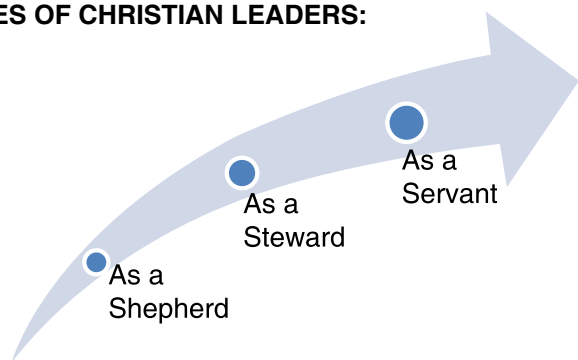 ES OF CHRISTIAN LEADERS:
As a
Servant
As a
Steward
As a
Shepherd